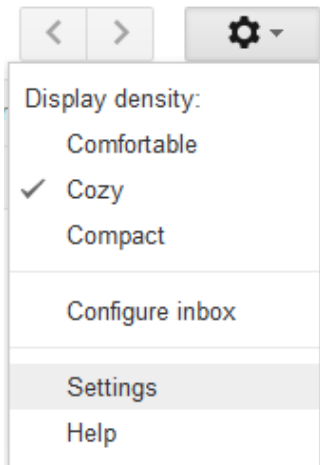 Display density:
Comfortable
Cozy
Compact
Configure inbox
Settings
Help